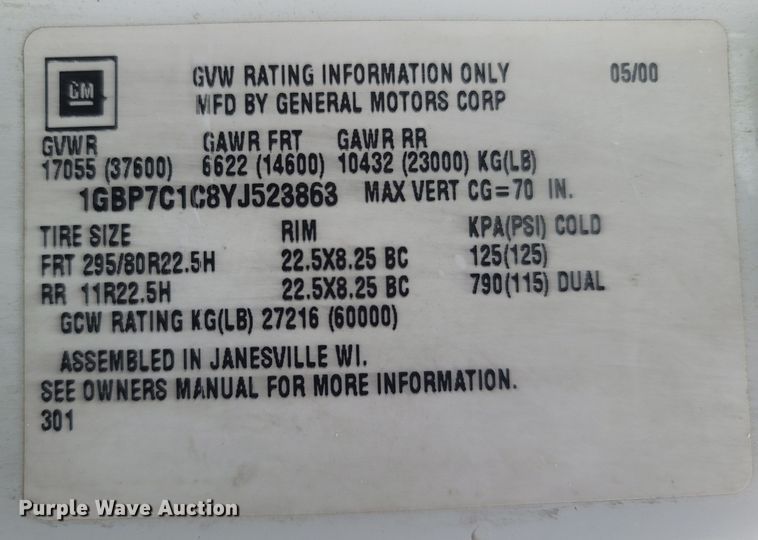 GM
GVW RATING INFORMATION ONLY 05/00
MFD BY GENERAL MOTORS CORP
GVWR GAWR FRT GAWR RR
17055 (37600) 6622 (14600) 10432 (23000) KG(LB)
1GBP7C1C8YJ523863 MAX VERT CG=70 IN.
TIRE SIZE RIM KPA(PSI) COLD
FRT 295/80R22.5H 22.5X8.25 BC 125(125)
RR 11R22.5H 22.5X8.25 BC 790(115) DUAL
GCW RATING KG(LB) 27216 (60000)
ASSEMBLED IN JANESVILLE WI.
SEE OWNERS MANUAL FOR MORE INFORMATION.
301
Purple Wave Auction